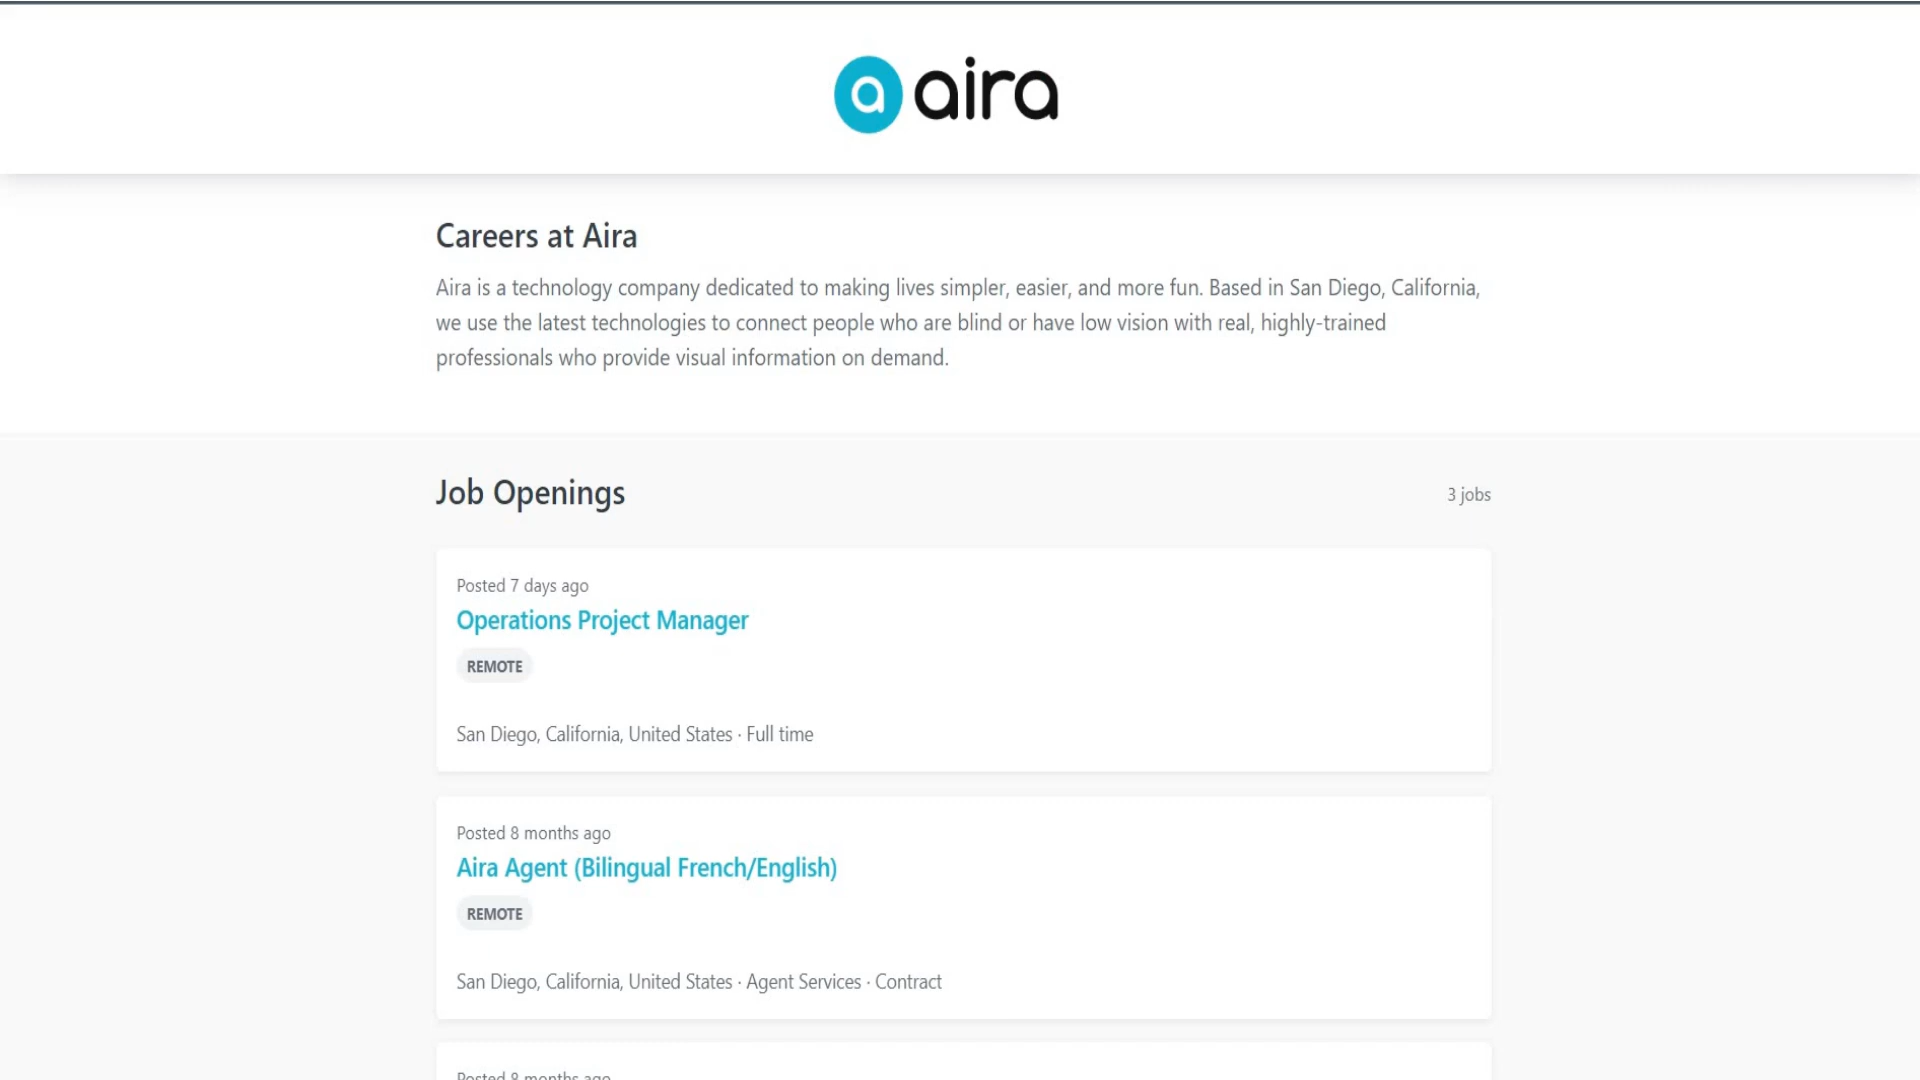 a aira
Careers at Aira
Aira is a technology company dedicated to making lives simpler, easier, and more fun. Based in San Diego, California,
we use the latest technologies to connect people who are blind or have low vision with real, highly-trained
professionals who provide visual information on demand.
Job Openings
3 jobs
Posted 7 days ago
Operations Project Manager
REMOTE
San Diego, California, United States · Full time
Posted 8 months ago
Aira Agent (Bilingual French/English)
REMOTE
San Diego, California, United States · Agent Services · Contract
Posted 8 months ago